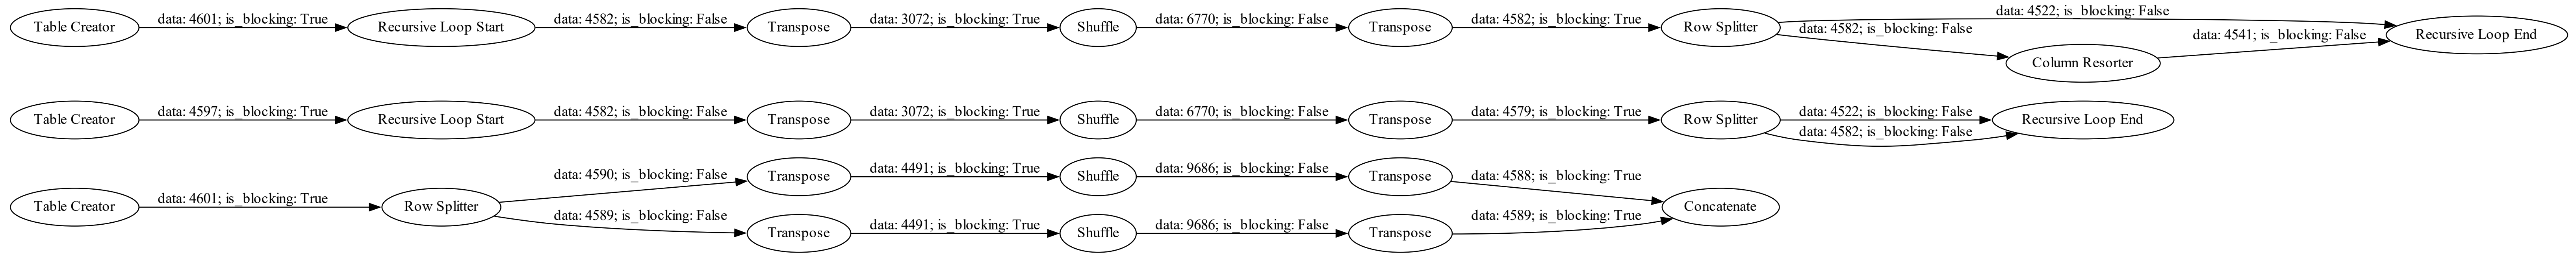 Table Creator
data: 4601; is_blocking: True
Recursive Loop Start
data: 4582; is_blocking: False
Transpose
data: 3072; is_blocking: True
Shuffle
data: 6770; is_blocking: False
Transpose
data: 4582; is_blocking: True
Row Splitter
data: 4522; is_blocking: False
data: 4582; is_blocking: False
Column Resorter
data: 4541; is_blocking: False
Recursive Loop End
Table Creator
data: 4597; is_blocking: True
Recursive Loop Start
data: 4582; is_blocking: False
Transpose
data: 3072; is_blocking: True
Shuffle
data: 6770; is_blocking: False
Transpose
data: 4579; is_blocking: True
Row Splitter
data: 4522; is_blocking: False
data: 4582; is_blocking: False
Recursive Loop End
Table Creator
data: 4601; is_blocking: True
Row Splitter
data: 4590; is_blocking: False
Transpose
data: 4491; is_blocking: True
Shuffle
data: 9686; is_blocking: False
Transpose
data: 4588; is_blocking: True
data: 4589; is_blocking: False
Transpose
data: 4491; is_blocking: True
Shuffle
data: 9686; is_blocking: False
Transpose
data: 4589; is_blocking: True
Concatenate